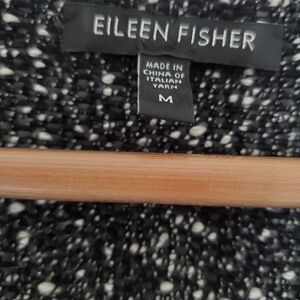 EILEEN FISHER
MADE IN
CHINA OF
ITALIAN
YARN
M